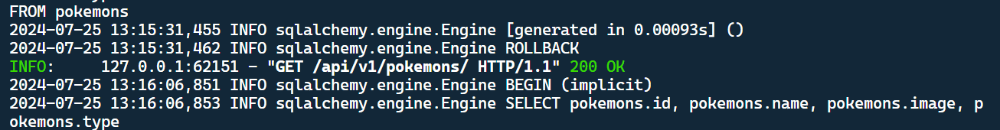 FROM pokemons
2024-07-25 13:15:31,455 INFO sqlalchemy.engine.Engine [generated in 0.00093s] ()
2024-07-25 13:15:31,462 INFO sqlalchemy.engine.Engine ROLLBACK
INFO:     127.0.0.1:62151 - "GET /api/v1/pokemons/ HTTP/1.1" 200 OK
2024-07-25 13:16:06,851 INFO sqlalchemy.engine.Engine BEGIN (implicit)
2024-07-25 13:16:06,853 INFO sqlalchemy.engine.Engine SELECT pokemons.id, pokemons.name, pokemons.image, p
okemons.type